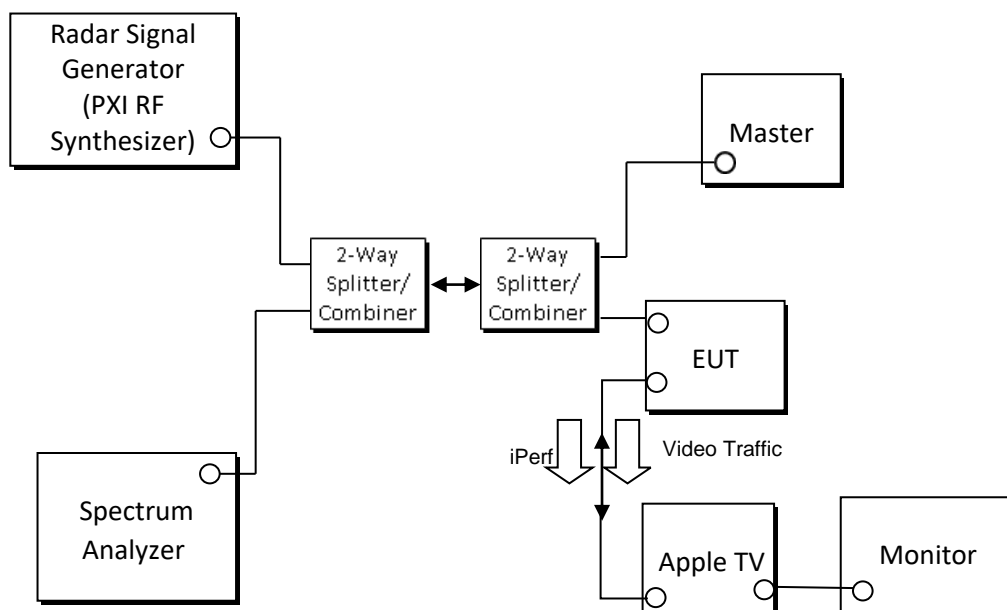 Radar Signal
Generator
(PXI RF
Synthesizer)
Master
2-Way
Splitter/
Combiner
2-Way
Splitter/
Combiner
EUT
iPerf
Video Traffic
Spectrum
Analyzer
Apple TV
Monitor